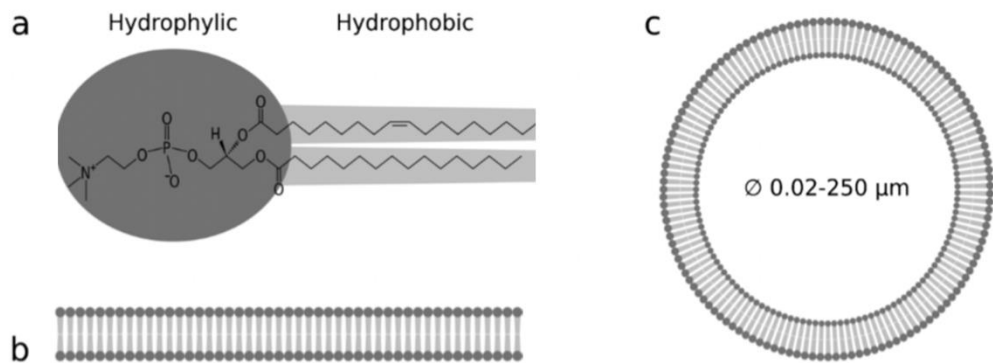 a
Hydrophylic
Hydrophobic
c
O
O
P
O
O
-O
N+
H
O
O
O
∅ 0.02-250 µm
b